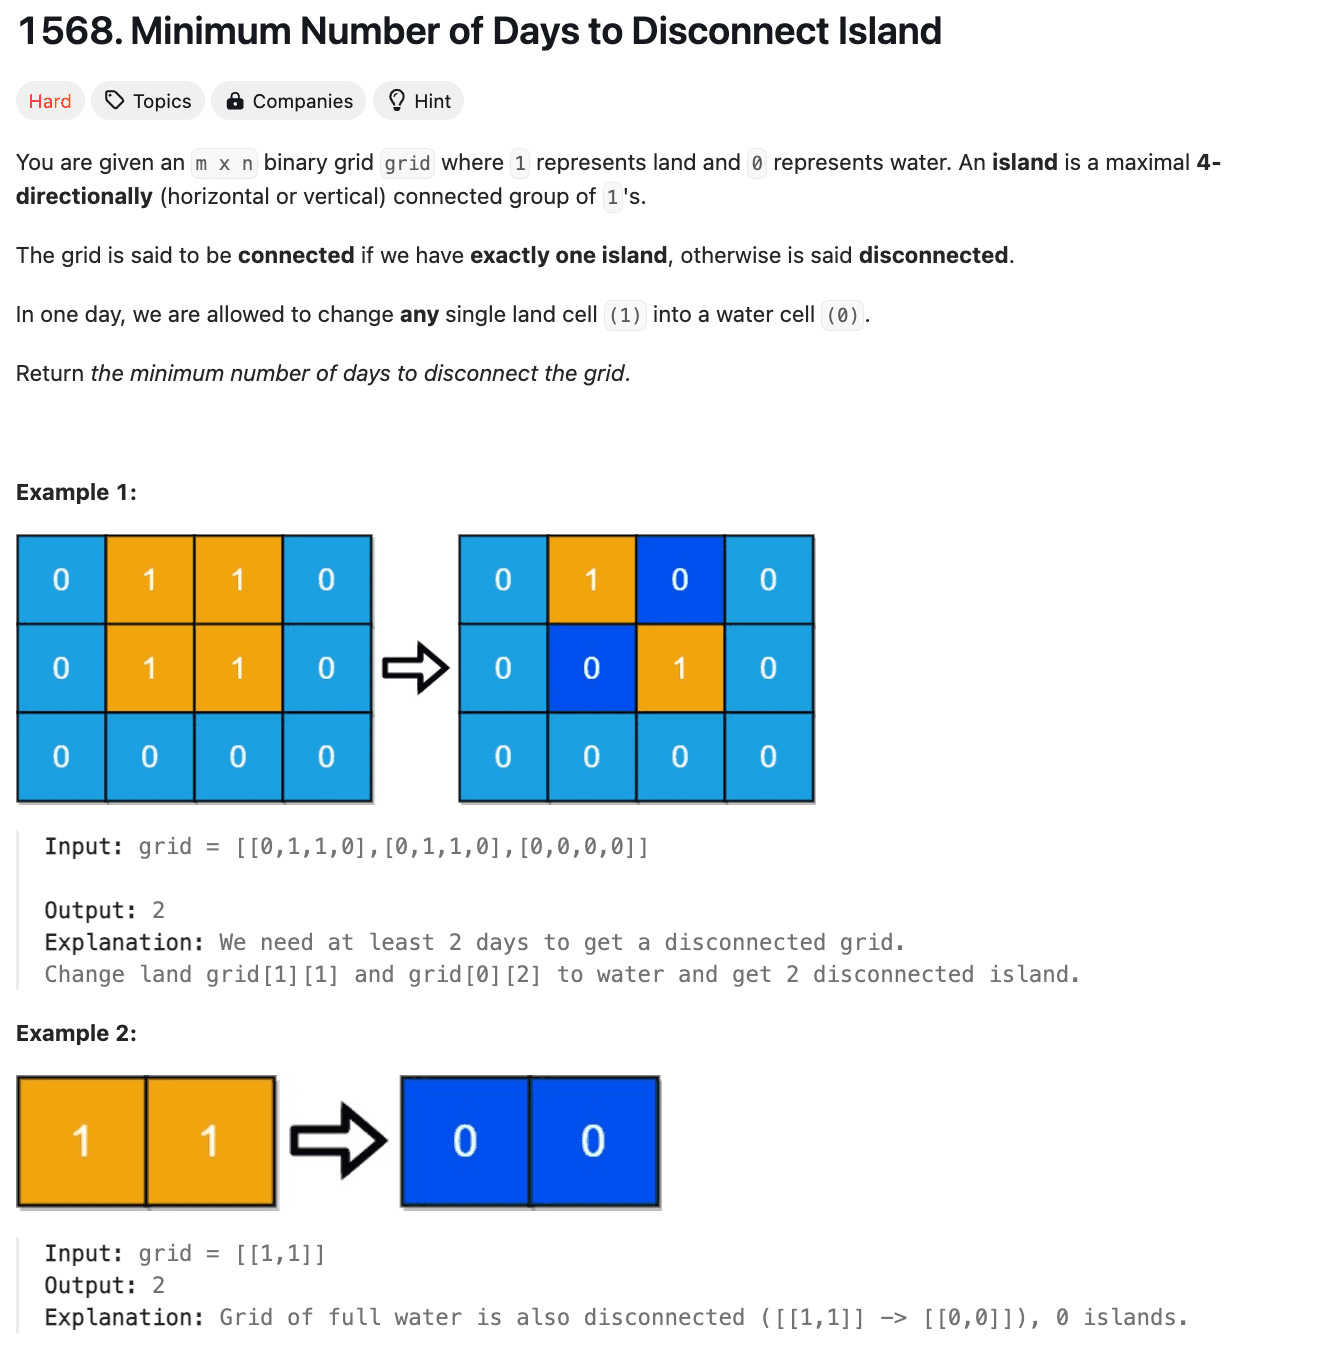 1568. Minimum Number of Days to Disconnect Island
Hard Topics Companies Hint
You are given an m x n binary grid grid where 1 represents land and 0 represents water. An island is a maximal 4-
directionally (horizontal or vertical) connected group of 1's.
The grid is said to be connected if we have exactly one island, otherwise is said disconnected.
In one day, we are allowed to change any single land cell (1) into a water cell (0).
Return the minimum number of days to disconnect the grid.
Example 1:
0 1 1 0 0 1 0 0
0 1 1 0 0 0 1 0
0 0 0 0 0 0 0 0
Input: grid = [[0,1,1,0],[0,1,1,0],[0,0,0,0]]
Output: 2
Explanation: We need at least 2 days to get a disconnected grid.
Change land grid[1][1] and grid[0][2] to water and get 2 disconnected island.
Example 2:
1 1 0 0
Input: grid = [[1,1]]
Output: 2
Explanation: Grid of full water is also disconnected ([[1,1]] -> [[0,0]]), 0 islands.